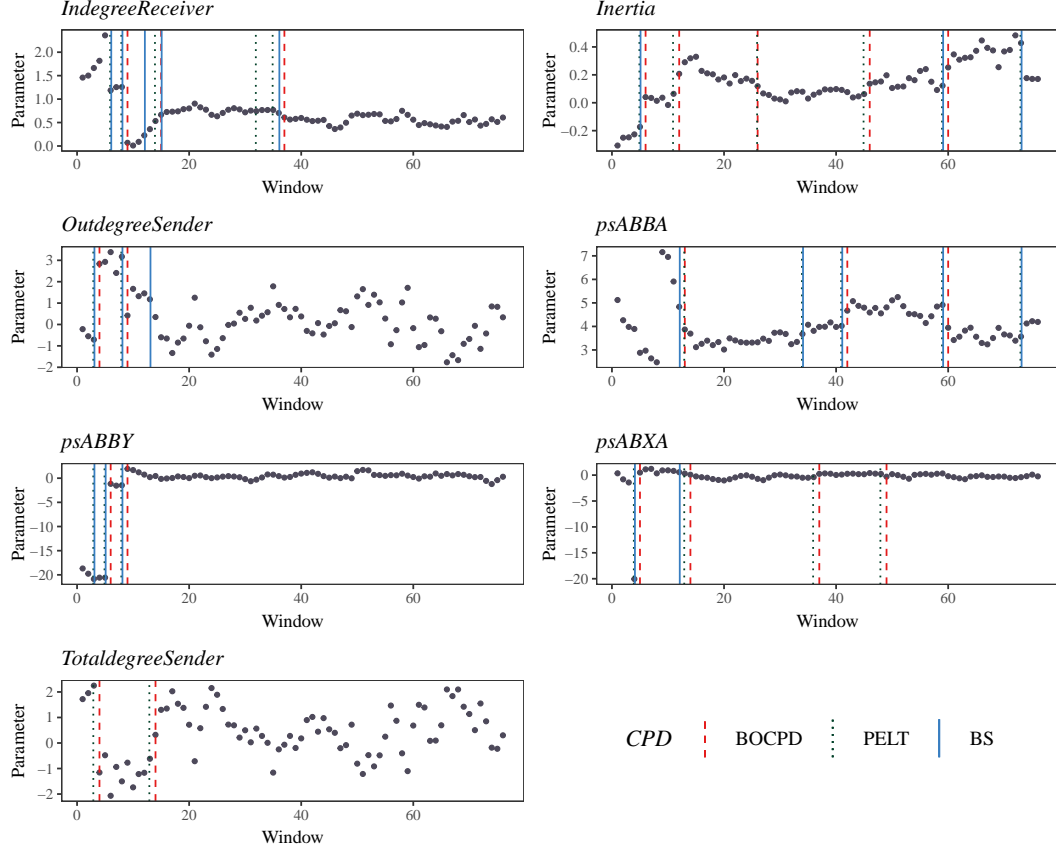 IndegreeReceiver
Parameter
2.0
1.5
1.0
0.5
0.0
0 20 40 60
Window
Inertia
Parameter
0.4
0.2
0.0
−0.2
0 20 40 60
Window
OutdegreeSender
Parameter
3
2
1
0
−1
−2
0 20 40 60
Window
psABBA
Parameter
7
6
5
4
3
0 20 40 60
Window
psABBY
Parameter
0
−5
−10
−15
−20
0 20 40 60
Window
psABXA
Parameter
0
−5
−10
−15
−20
0 20 40 60
Window
TotaldegreeSender
Parameter
2
1
0
−1
−2
0 20 40 60
Window
CPD BOCPD PELT BS